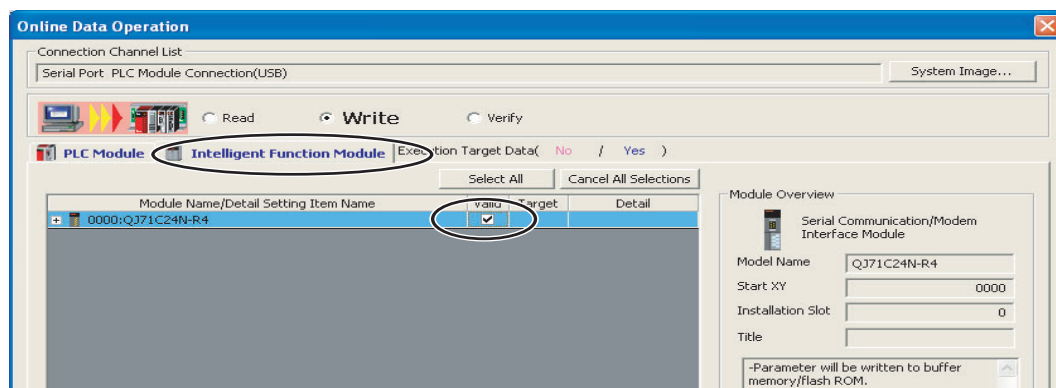 Online Data Operation
Connection Channel List
Serial Port PLC Module Connection(USB)
System Image...
Read
Write
Verify
PLC Module
Intelligent Function Module
Execution Target Data( No / Yes )
Select All
Cancel All Selections
Module Name/Detail Setting Item Name
Valid
Target
Detail
0000:QJ71C24N-R4
Module Overview
Serial Communication/Modem
Interface Module
Model Name
QJ71C24N-R4
Start XY
0000
Installation Slot
0
Title
-Parameter will be written to buffer
memory/flash ROM.